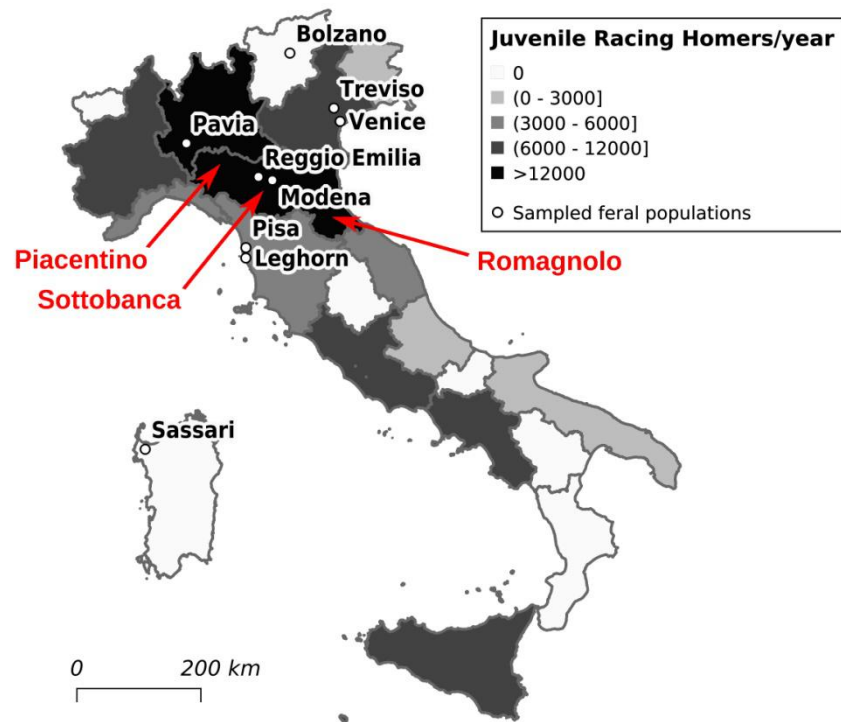 Bolzano
Treviso
Venice
Pavia
Reggio Emilia
Modena
Pisa
Leghorn
Piacentino
Sottobanca
Romagnolo
Sassari
0 200 km
Juvenile Racing Homers/year
0
(0 - 3000]
(3000 - 6000]
(6000 - 12000]
>12000
Sampled feral populations